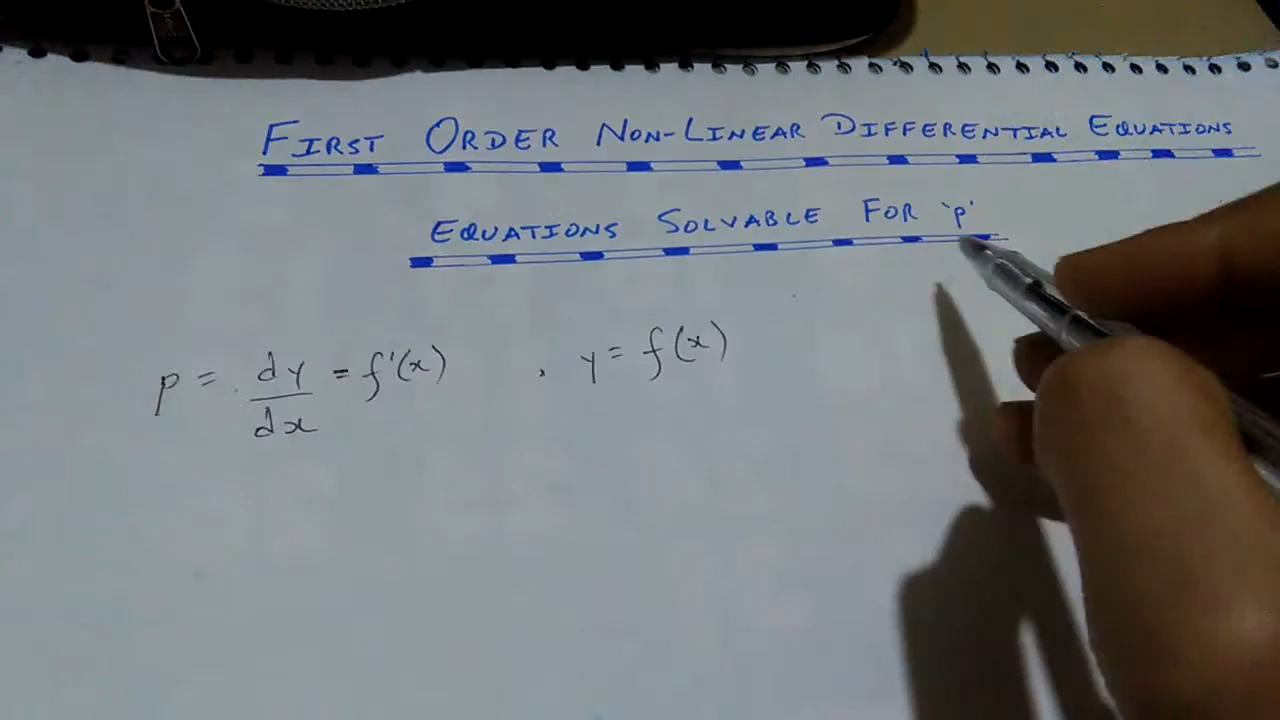 FIRST ORDER NON-LINEAR DIFFERENTIAL EQUATIONS
EQUATIONS SOLVABLE FOR 'p'
p = dy/dx = f'(x) , y = f(x)